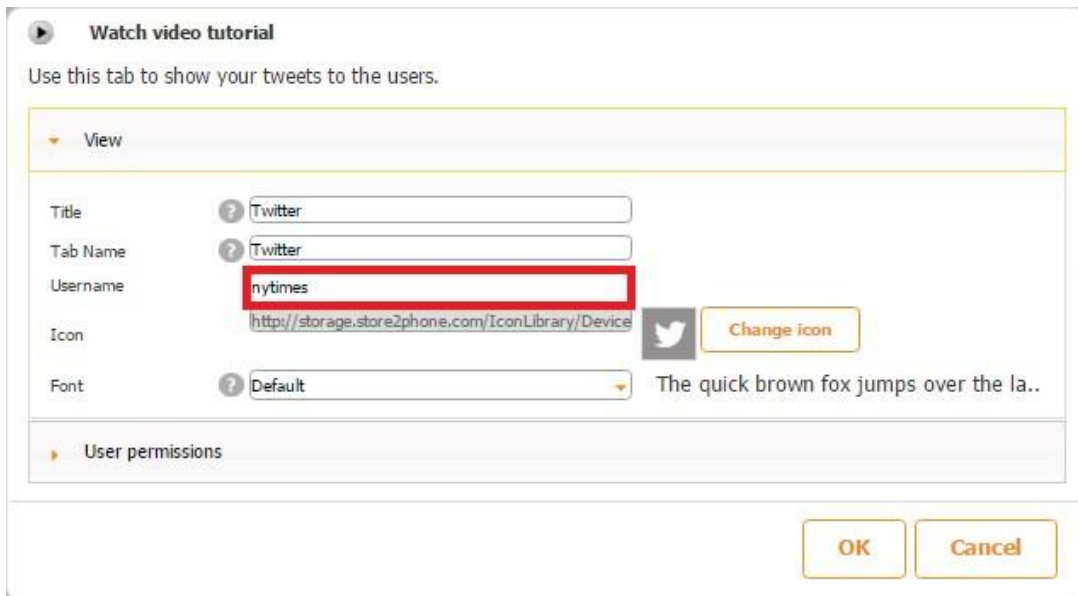 Watch video tutorial
Use this tab to show your tweets to the users.
View
Title ? Twitter
Tab Name ? Twitter
Username nytimes
Icon http://storage.store2phone.com/IconLibrary/Device Change icon
Font ? Default The quick brown fox jumps over the la..
User permissions
OK Cancel